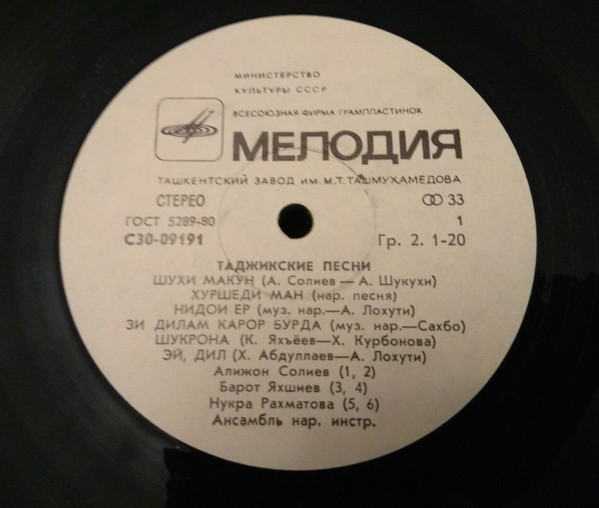 МИНИСТЕРСТВО
КУЛЬТУРЫ СССР
ВСЕСОЮЗНАЯ ФИРМА ГРАМПЛАСТИНОК
МЕЛОДИЯ
ТАШКЕНТСКИЙ ЗАВОД ИМ. М.Т. ТАШМУХАМЕДОВА
СТЕРЕО 33
ГОСТ 5289-80 1
С30-09191 Гр. 2. 1-20
ТАДЖИКСКИЕ ПЕСНИ
ШУХИ МАКУН (А. Солиев — А. Шукухи)
ХУРШЕДИ МАН (нар. песня)
НИДОИ ЕР (муз. нар.—А. Лохути)
ЗИ ДИЛАМ КАРОР БУРДА (муз. нар.—Сахбо)
ШУКРОНА (К. Яхъёев—Х. Курбонова)
ЭЙ, ДИЛ (Х. Абдуллаев—А. Лохути)
Алижон Солиев (1, 2)
Барот Яхшиев (3, 4)
Нукра Рахматова (5, 6)
Ансамбль нар. инстр.